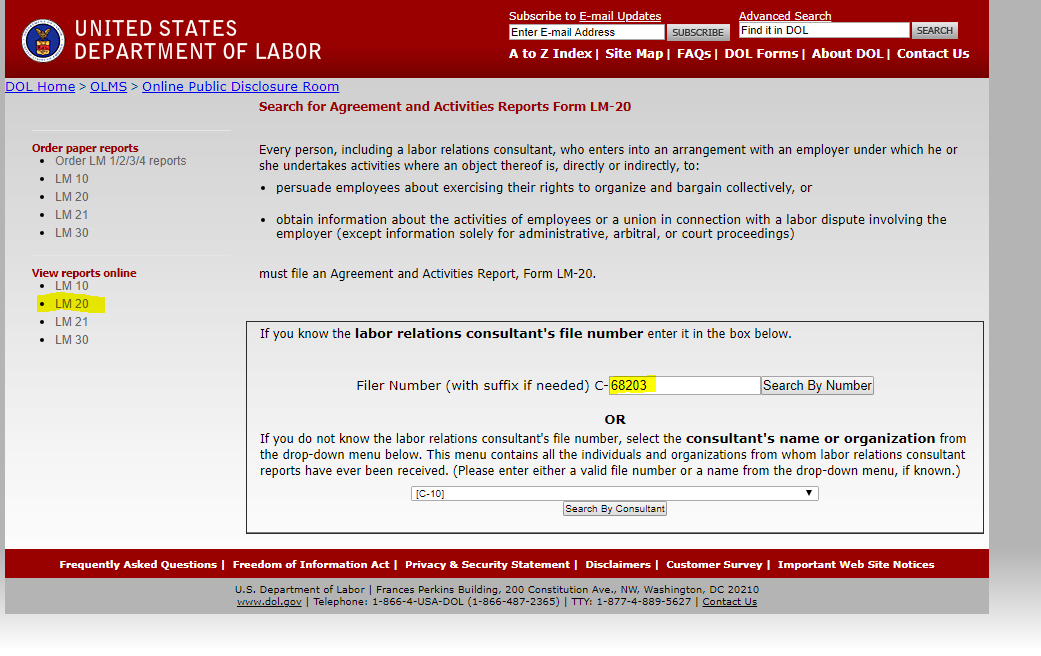 UNITED STATES
DEPARTMENT OF LABOR
Subscribe to E-mail Updates
Enter E-mail Address SUBSCRIBE
Advanced Search
Find it in DOL SEARCH
A to Z Index | Site Map | FAQs | DOL Forms | About DOL | Contact Us
DOL Home > OLMS > Online Public Disclosure Room
Order paper reports
• Order LM 1/2/3/4 reports
• LM 10
• LM 20
• LM 21
• LM 30
View reports online
• LM 10
• LM 20
• LM 21
• LM 30
Search for Agreement and Activities Reports Form LM-20
Every person, including a labor relations consultant, who enters into an arrangement with an employer under which he or
she undertakes activities where an object thereof is, directly or indirectly, to:
• persuade employees about exercising their rights to organize and bargain collectively, or
• obtain information about the activities of employees or a union in connection with a labor dispute involving the
employer (except information solely for administrative, arbitral, or court proceedings)
must file an Agreement and Activities Report, Form LM-20.
If you know the labor relations consultant's file number enter it in the box below.
Filer Number (with suffix if needed) C-68203 Search By Number
OR
If you do not know the labor relations consultant's file number, select the consultant's name or organization from
the drop-down menu below. This menu contains all the individuals and organizations from whom labor relations consultant
reports have ever been received. (Please enter either a valid file number or a name from the drop-down menu, if known.)
[C-10]
Search By Consultant
Frequently Asked Questions | Freedom of Information Act | Privacy & Security Statement | Disclaimers | Customer Survey | Important Web Site Notices
U.S. Department of Labor | Frances Perkins Building, 200 Constitution Ave., NW, Washington, DC 20210
www.dol.gov | Telephone: 1-866-4-USA-DOL (1-866-487-2365) | TTY: 1-877-4-889-5627 | Contact Us